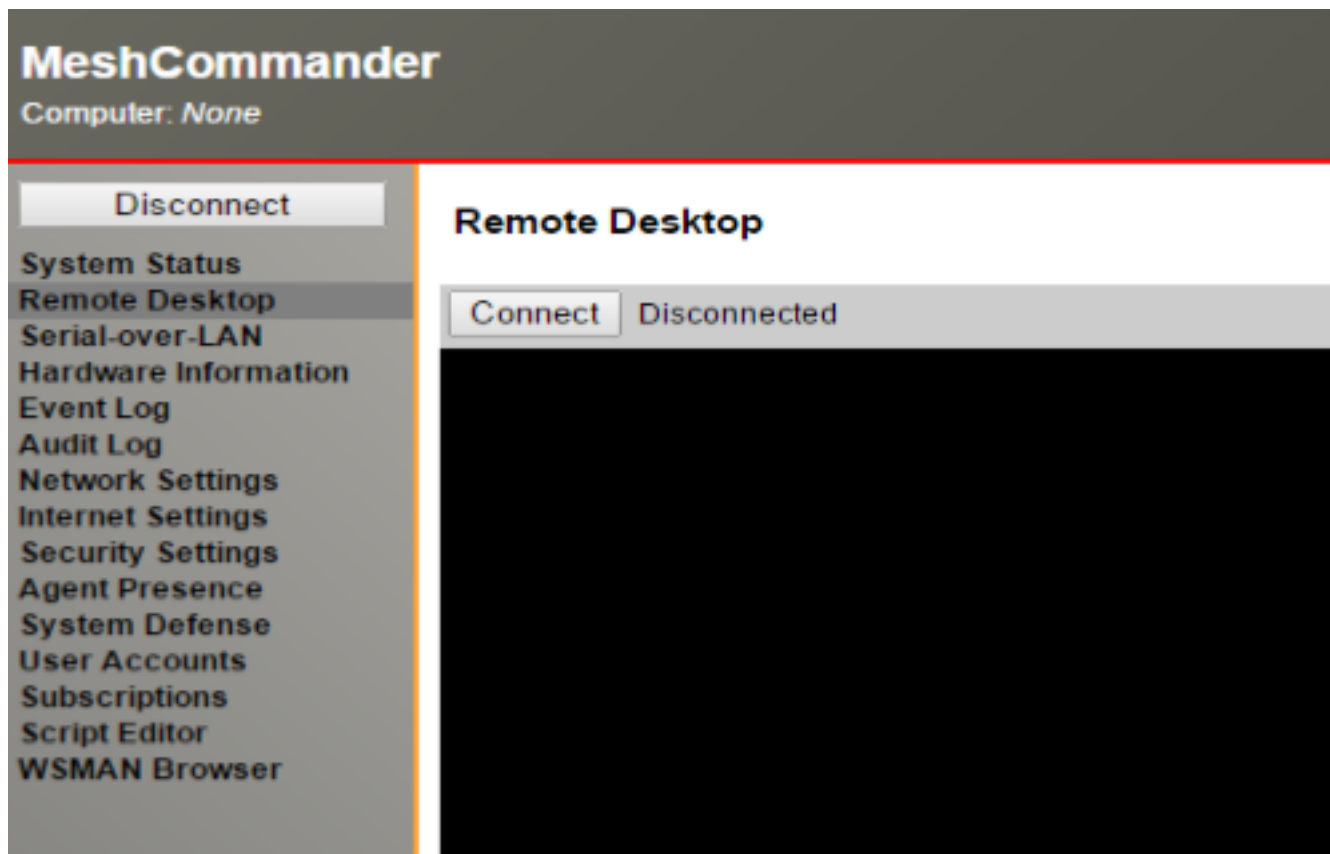 MeshCommander
Computer: None
Disconnect
System Status
Remote Desktop
Serial-over-LAN
Hardware Information
Event Log
Audit Log
Network Settings
Internet Settings
Security Settings
Agent Presence
System Defense
User Accounts
Subscriptions
Script Editor
WSMAN Browser
Remote Desktop
Connect Disconnected